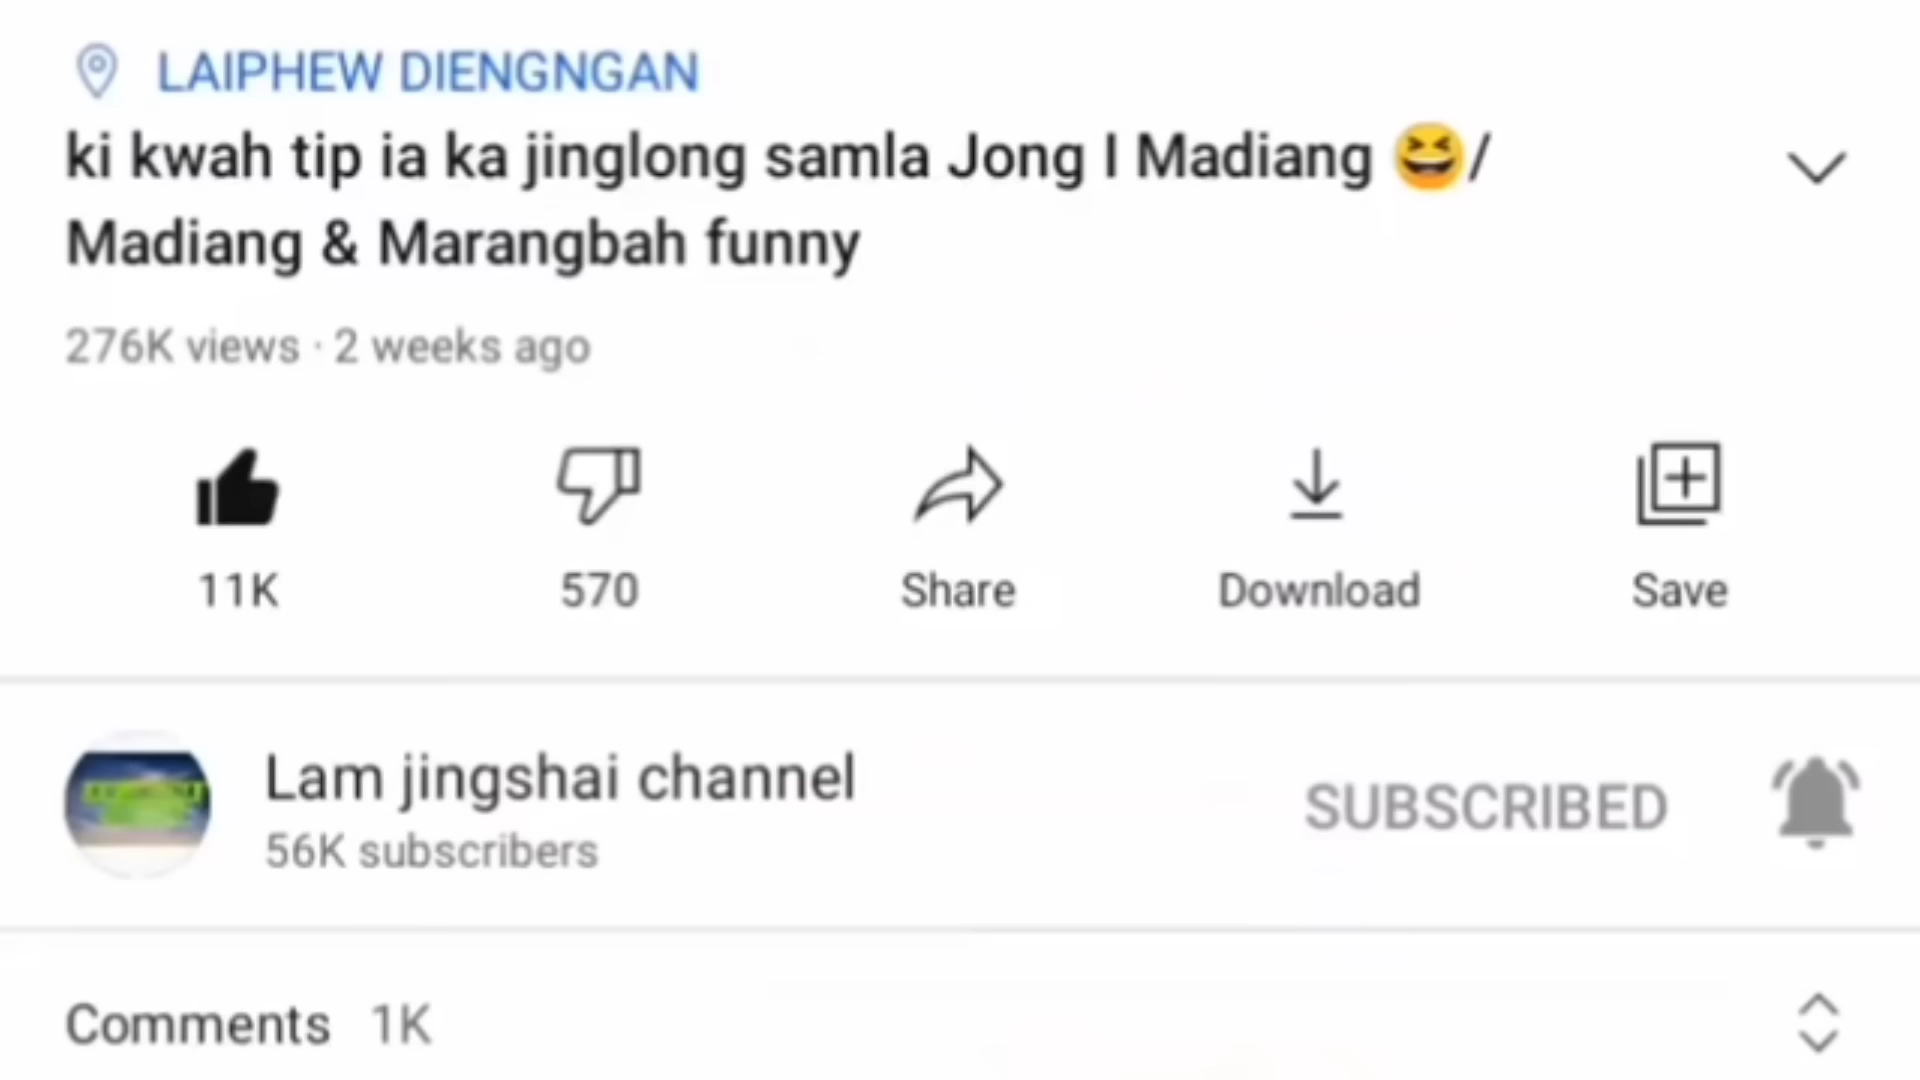 LAIPHEW DIENGNGAN
ki kwah tip ia ka jinglong samla Jong I Madiang 😆/
Madiang & Marangbah funny
276K views · 2 weeks ago
11K 570 Share Download Save
Lam jingshai channel
56K subscribers
SUBSCRIBED
Comments 1K